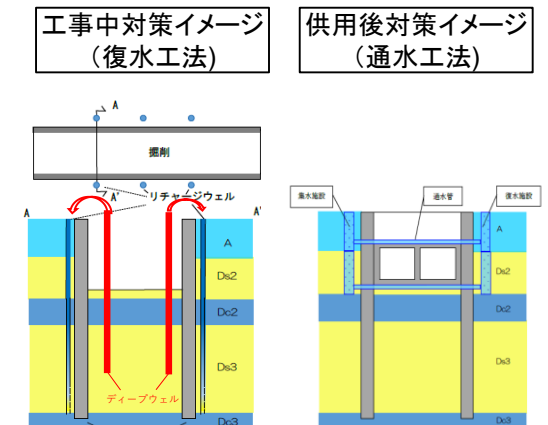 工事中対策イメージ
（復水工法)
供用後対策イメージ
（通水工法)
A
掘削
A'
リチャージウェル
A
A'
A
Ds2
Dc2
Ds3
ディープウェル
Dc3
集水施設
通水管
復水施設
A
Ds2
Dc2
Ds3
Dc3